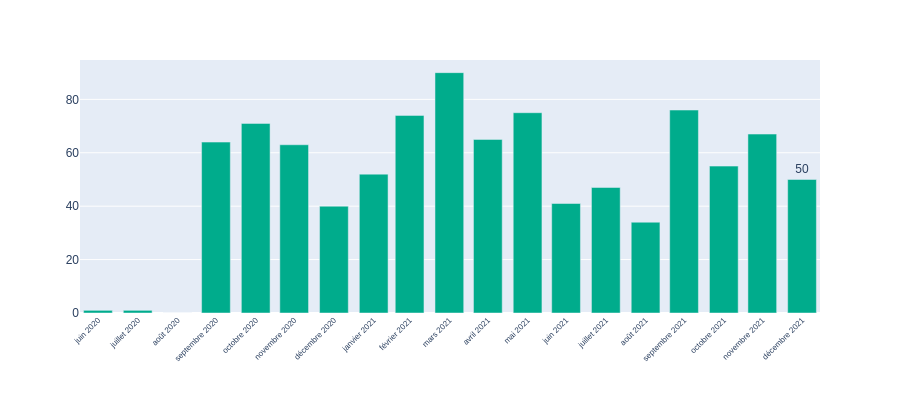 80
60
40
20
0
50
juin 2020
juillet 2020
août 2020
septembre 2020
octobre 2020
novembre 2020
décembre 2020
janvier 2021
février 2021
mars 2021
avril 2021
mai 2021
juin 2021
juillet 2021
août 2021
septembre 2021
octobre 2021
novembre 2021
décembre 2021